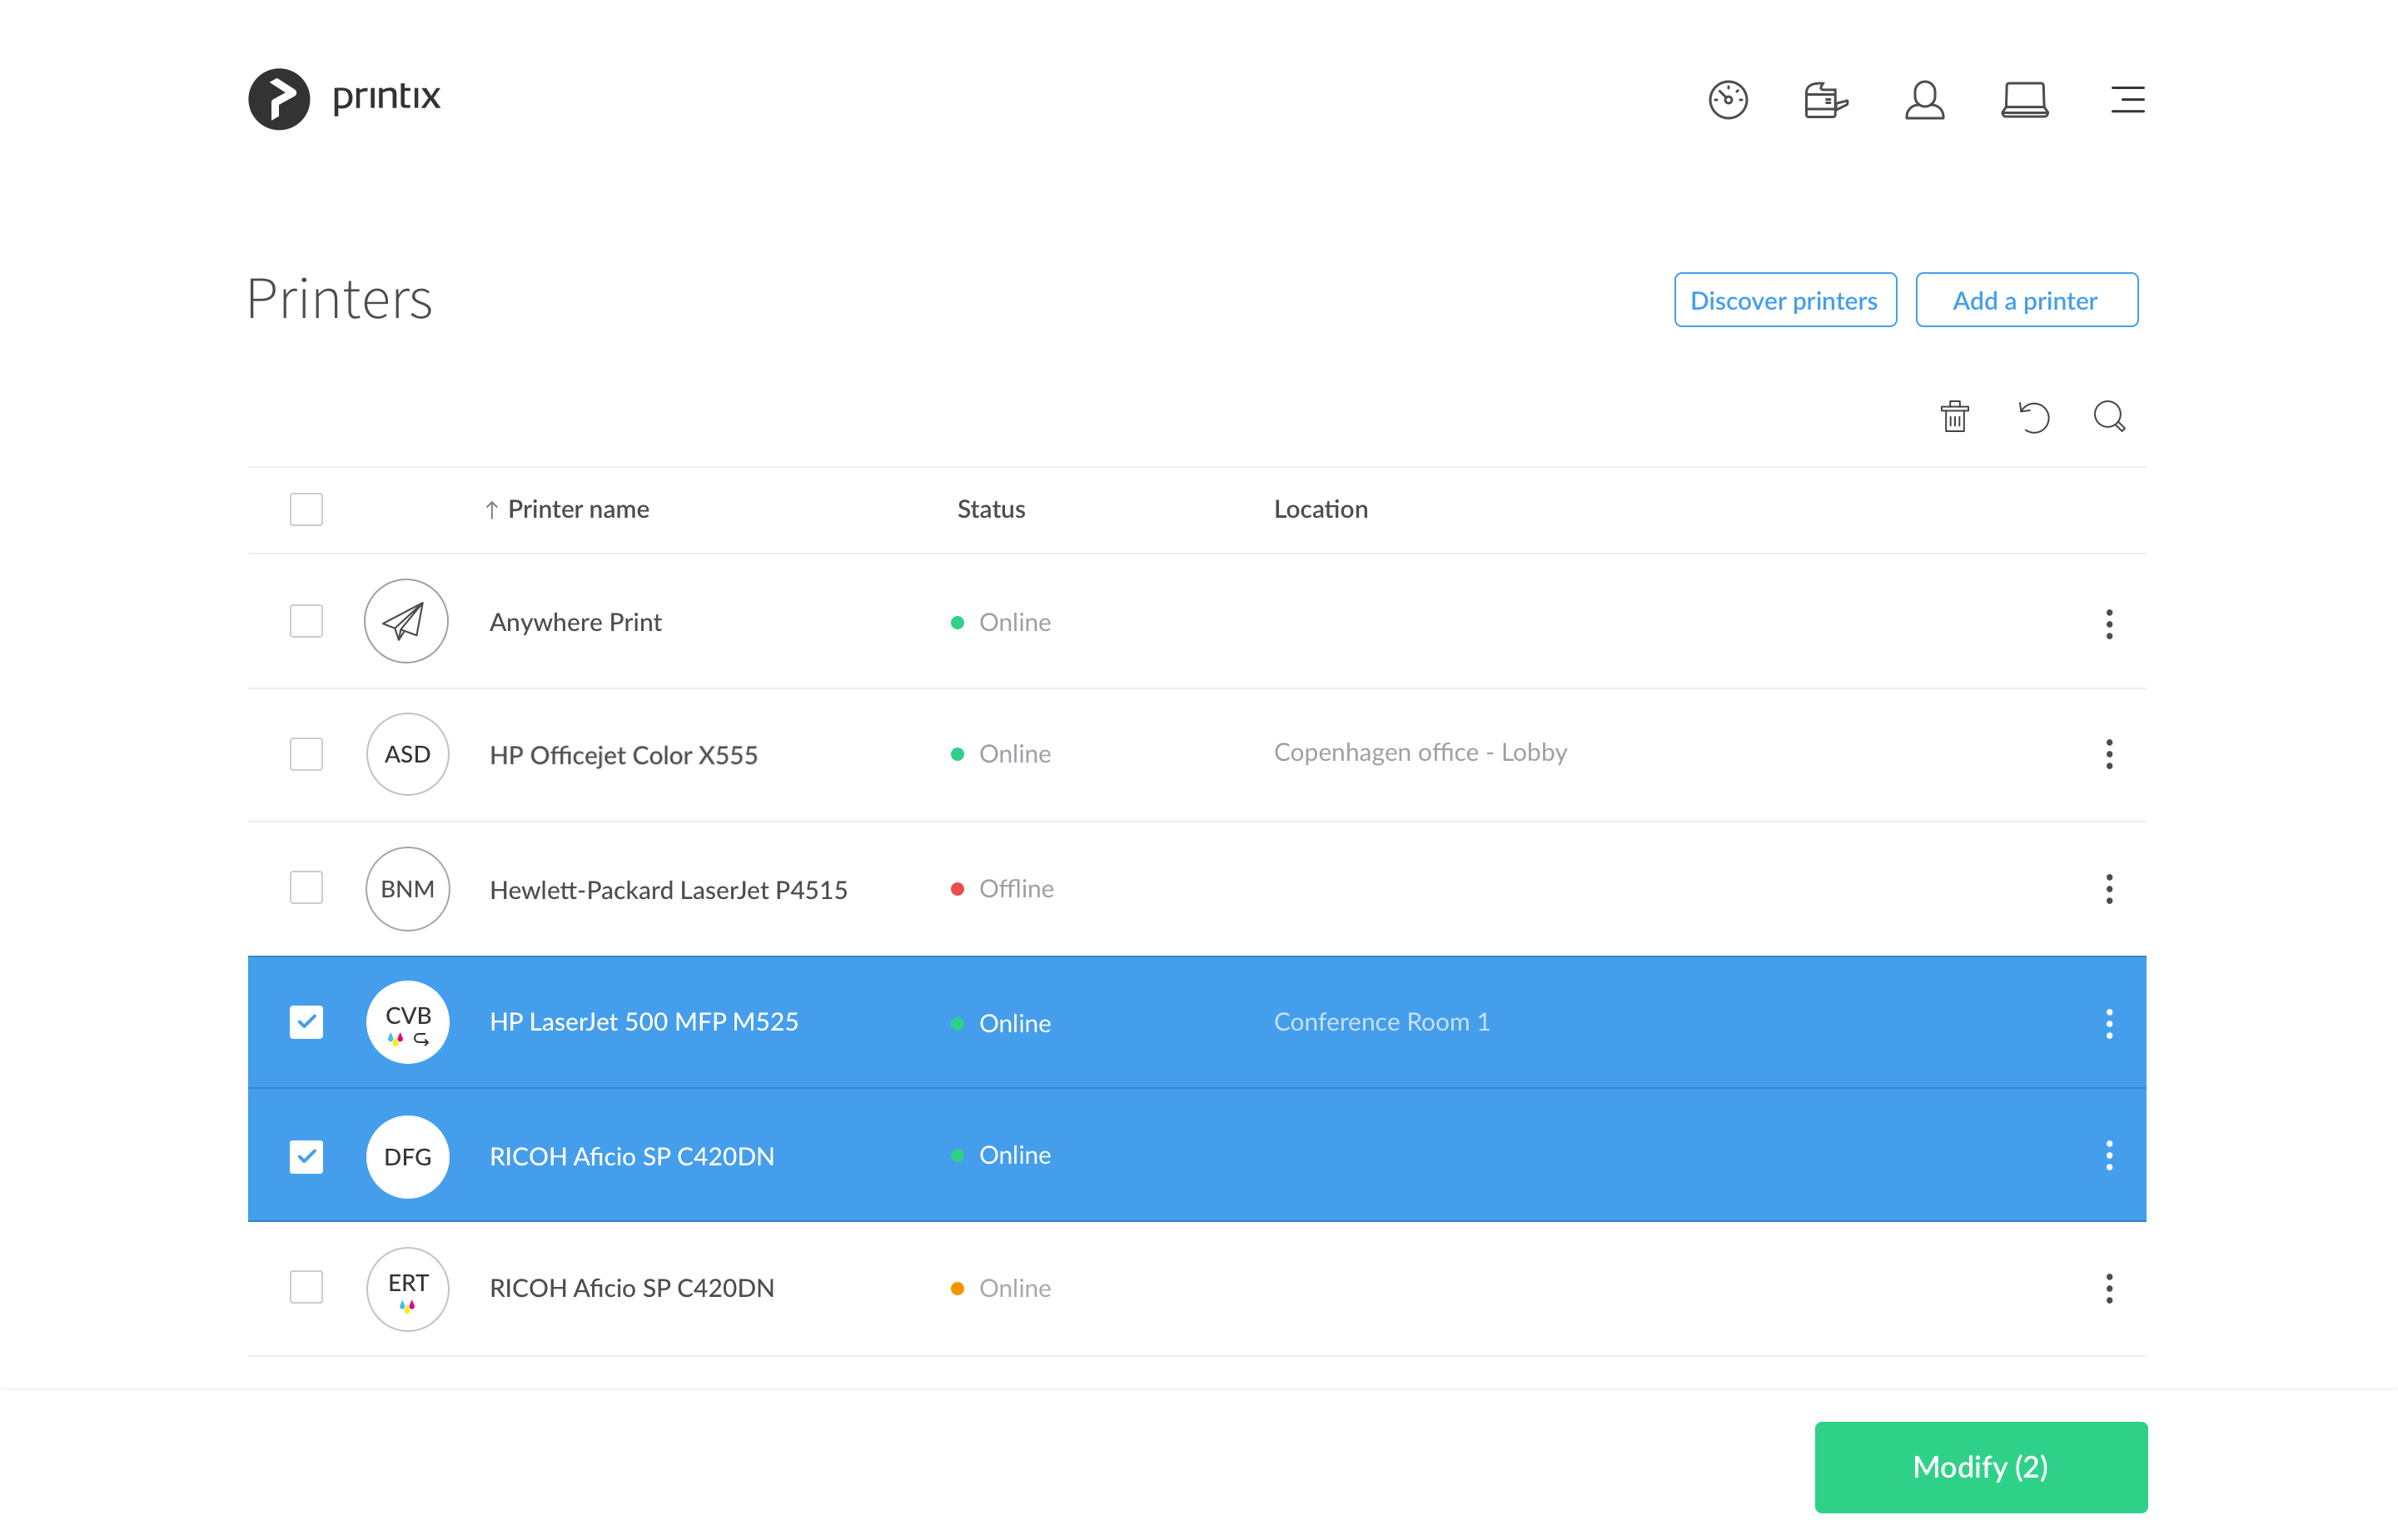 printix
Printers
Discover printers
Add a printer
↑ Printer name Status Location
Anywhere Print Online
ASD HP Officejet Color X555 Online Copenhagen office - Lobby
BNM Hewlett-Packard LaserJet P4515 Offline
CVB HP LaserJet 500 MFP M525 Online Conference Room 1
DFG RICOH Aficio SP C420DN Online
ERT RICOH Aficio SP C420DN Online
Modify (2)